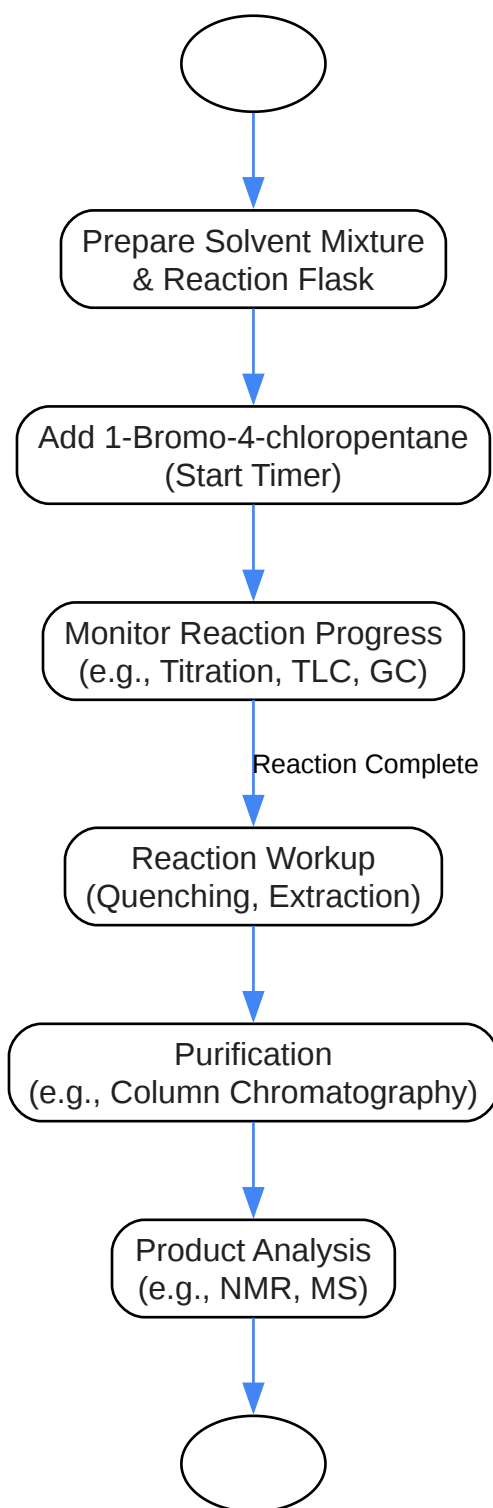 Prepare Solvent Mixture
& Reaction Flask
Add 1-Bromo-4-chloropentane
(Start Timer)
Monitor Reaction Progress
(e.g., Titration, TLC, GC)
Reaction Complete
Reaction Workup
(Quenching, Extraction)
Purification
(e.g., Column Chromatography)
Product Analysis
(e.g., NMR, MS)